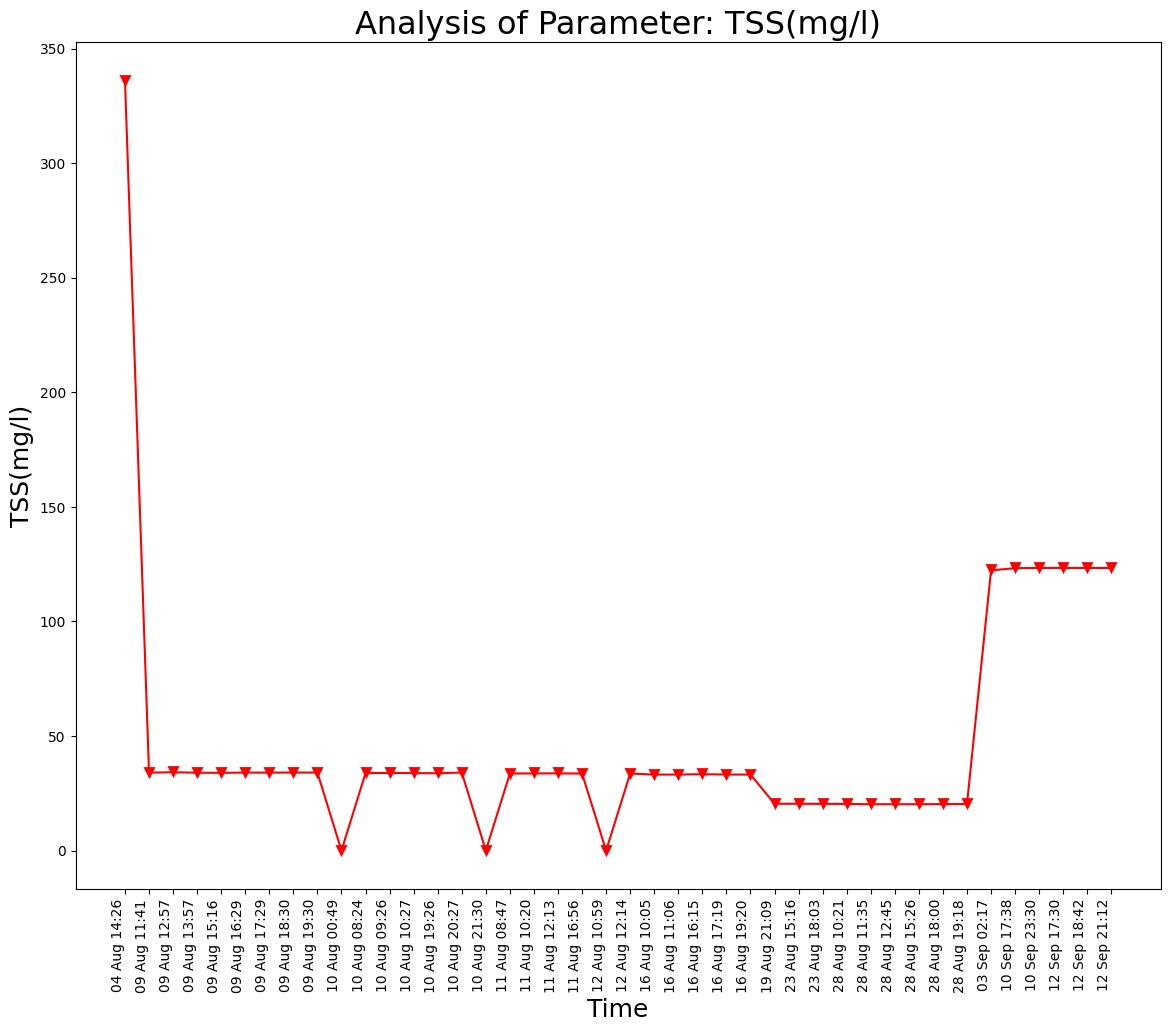 Analysis of Parameter: TSS(mg/l)
350
300
250
200
150
100
50
0
TSS(mg/l)
04 Aug 14:26
09 Aug 11:41
09 Aug 12:57
09 Aug 13:57
09 Aug 15:16
09 Aug 16:29
09 Aug 17:29
09 Aug 18:30
09 Aug 19:30
10 Aug 00:49
10 Aug 08:24
10 Aug 09:26
10 Aug 10:27
10 Aug 19:26
10 Aug 20:27
10 Aug 21:30
11 Aug 08:47
11 Aug 10:20
11 Aug 12:13
11 Aug 16:56
12 Aug 10:59
12 Aug 12:14
16 Aug 10:05
16 Aug 11:06
16 Aug 16:15
16 Aug 17:19
16 Aug 19:20
19 Aug 21:09
23 Aug 15:16
23 Aug 18:03
28 Aug 10:21
28 Aug 11:35
28 Aug 12:45
28 Aug 15:26
28 Aug 18:00
28 Aug 19:18
03 Sep 02:17
10 Sep 17:38
10 Sep 23:30
12 Sep 17:30
12 Sep 18:42
12 Sep 21:12
Time